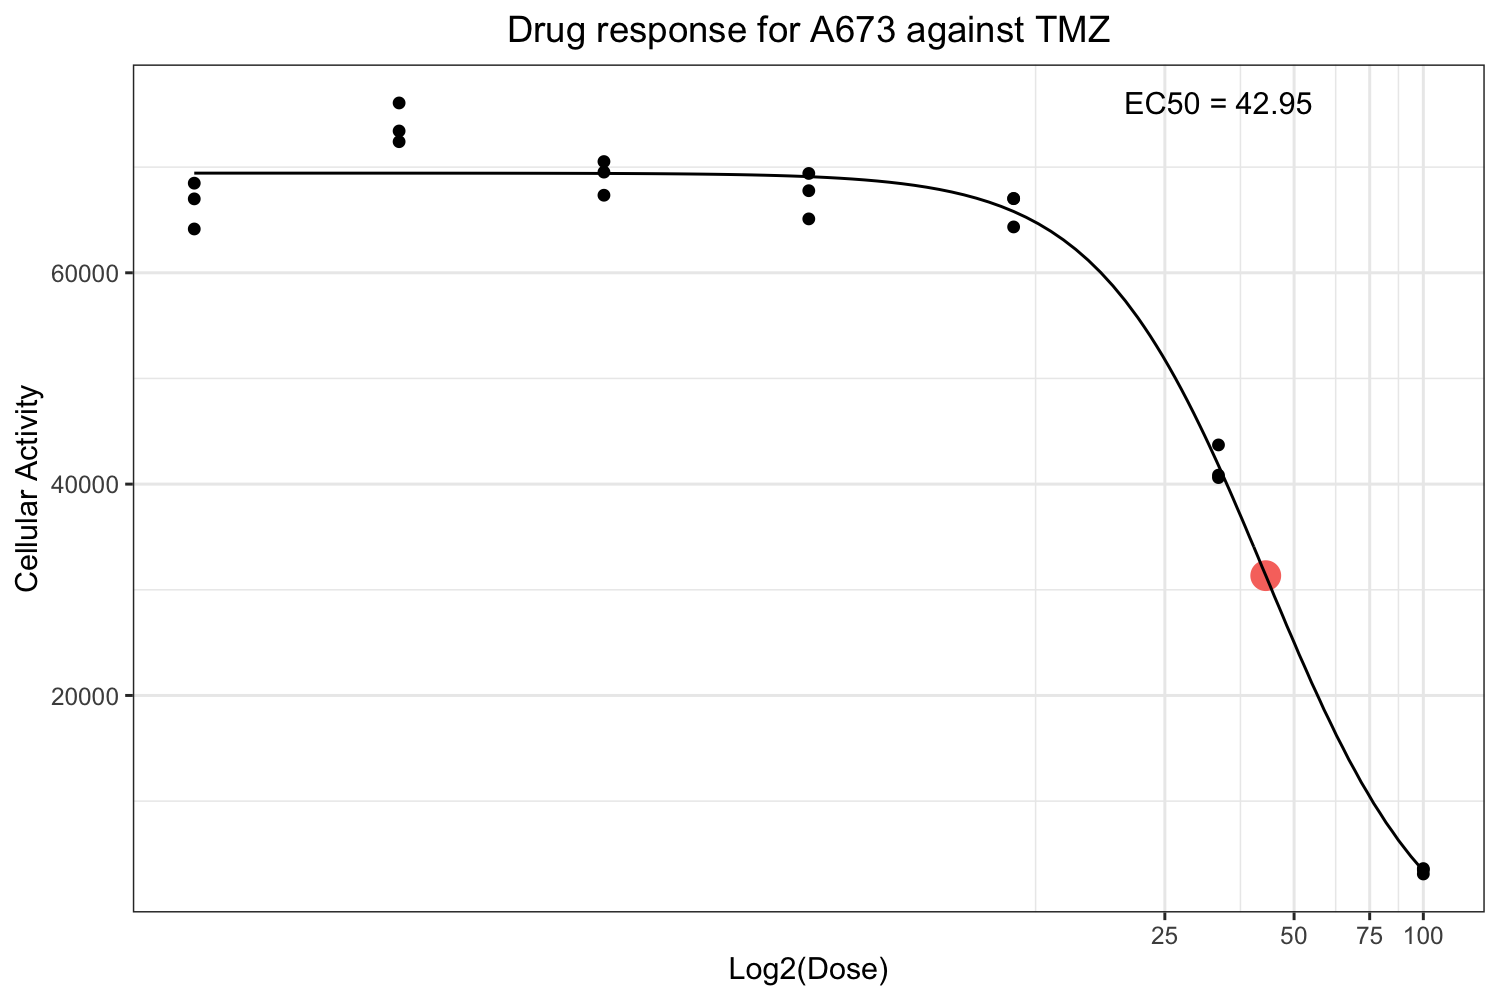 Drug response for A673 against TMZ
EC50 = 42.95
Cellular Activity
60000
40000
20000
25 50 75 100
Log2(Dose)